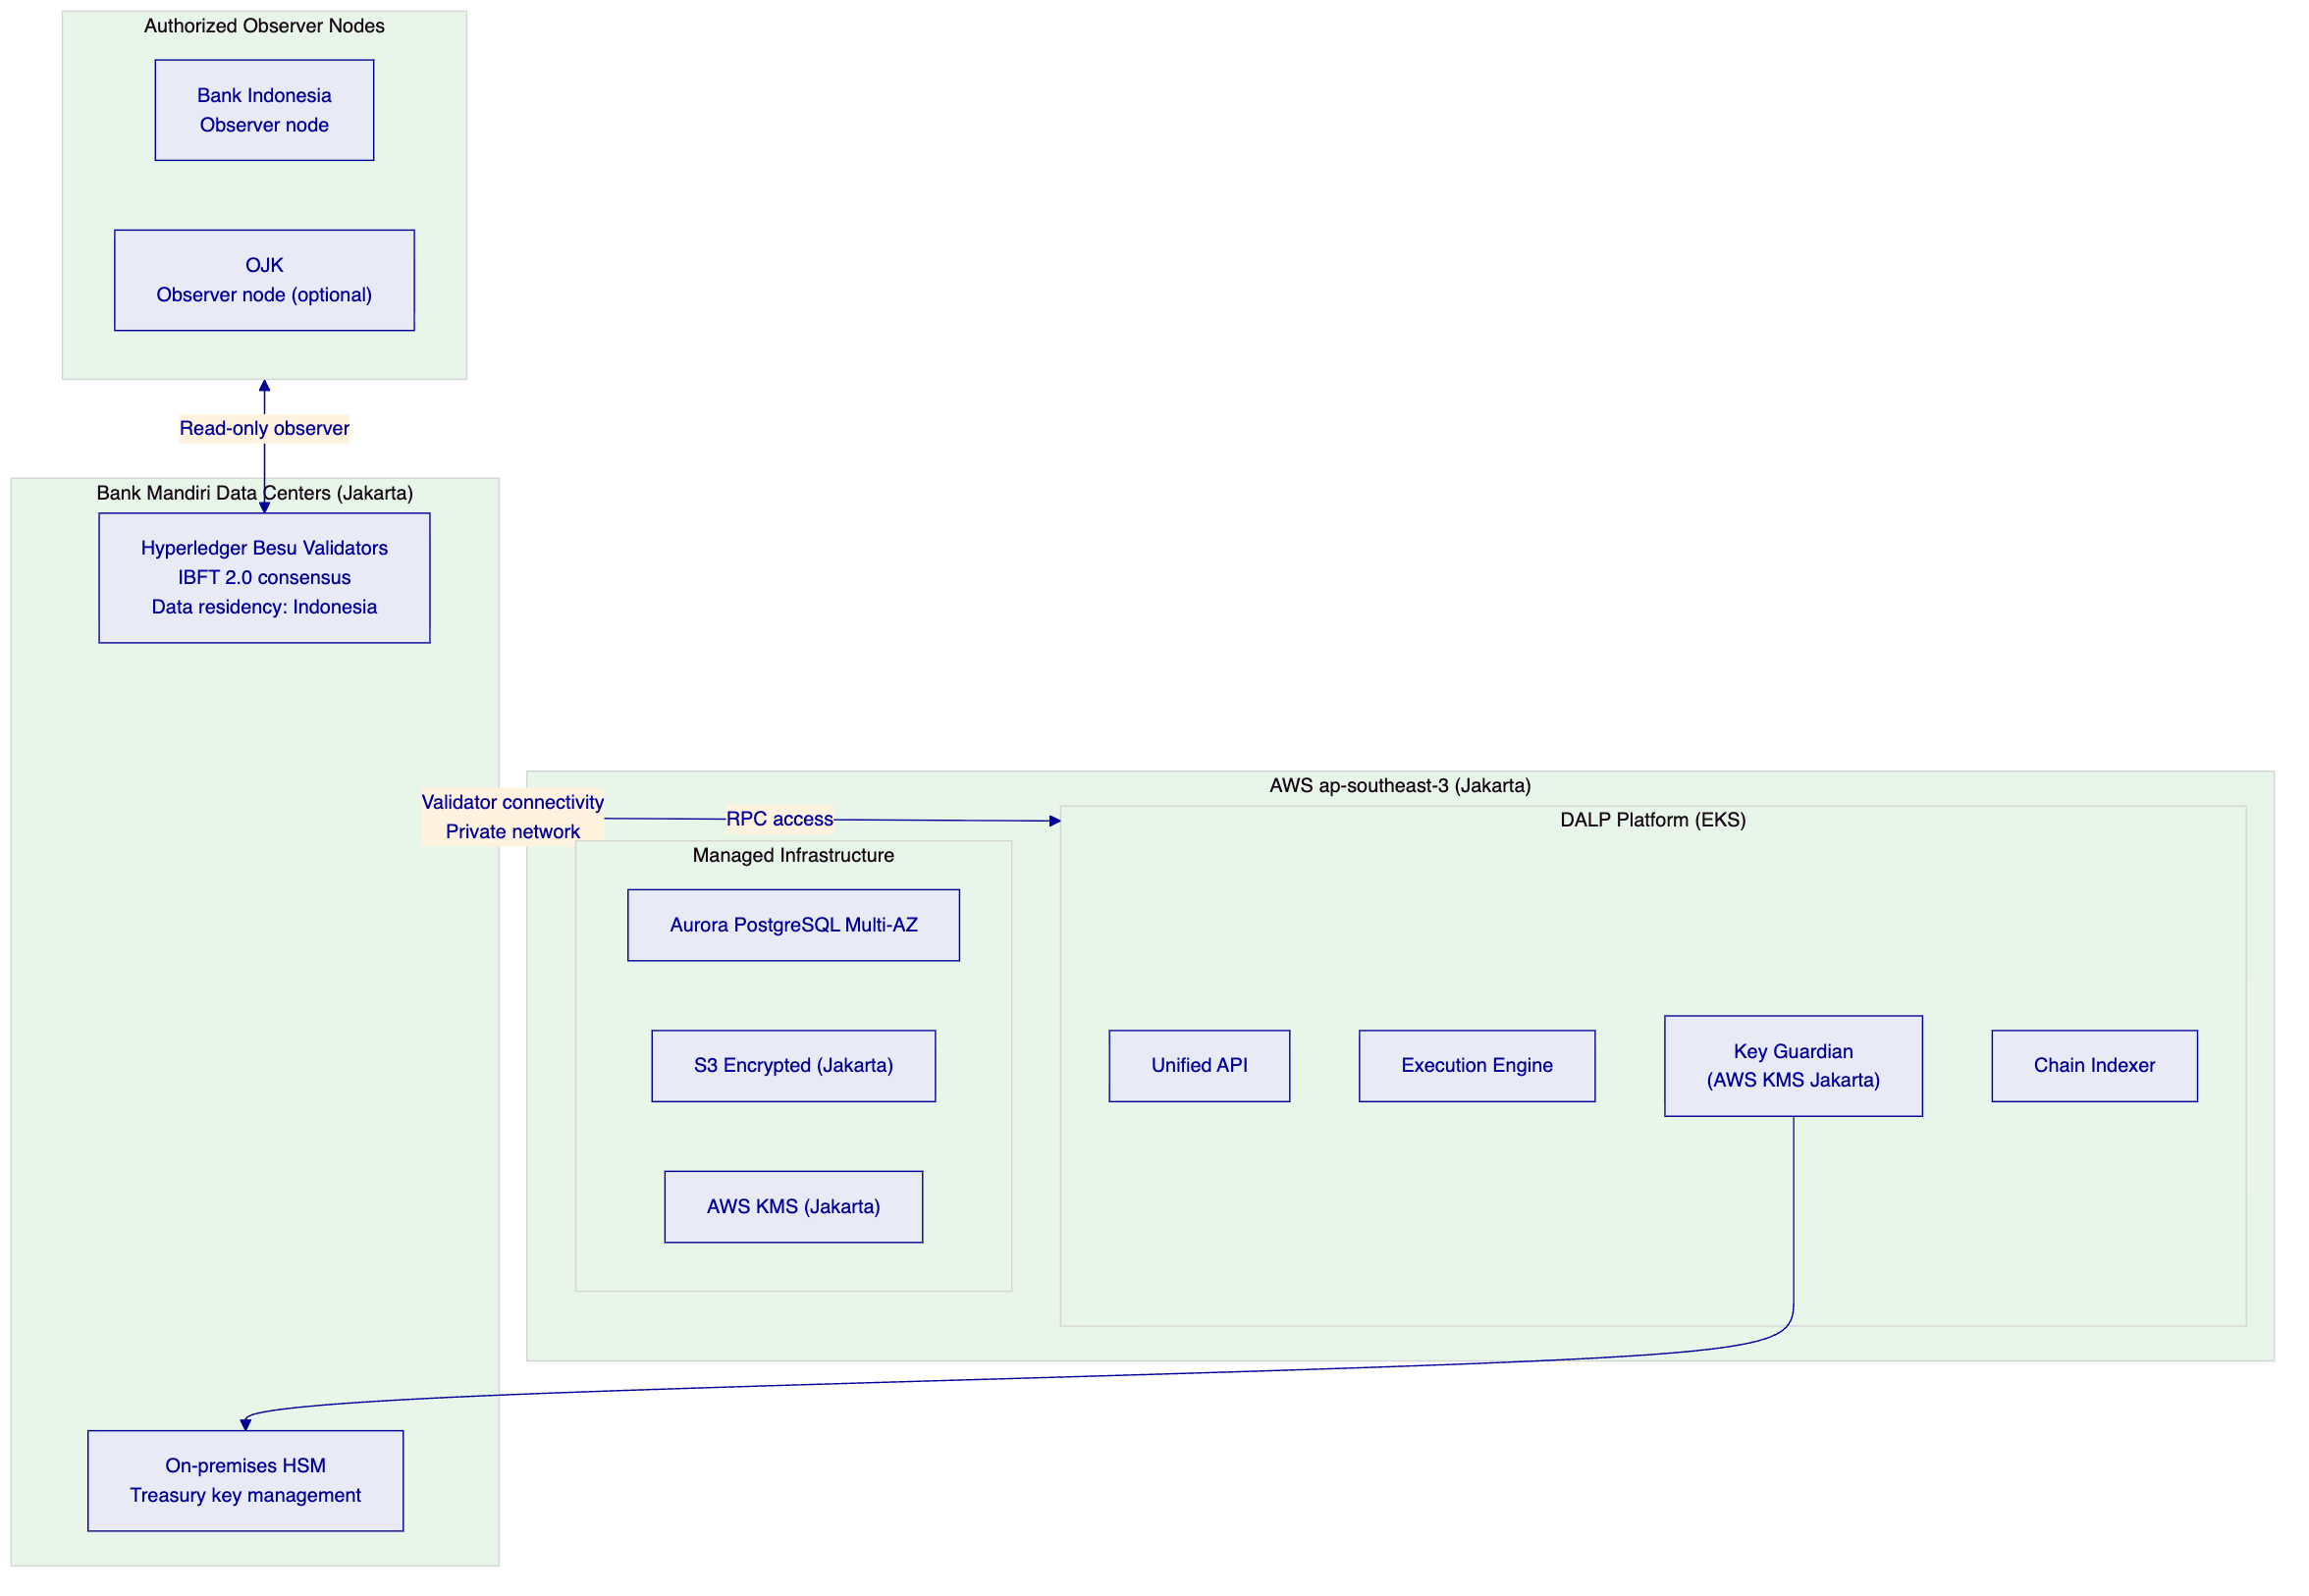 Authorized Observer Nodes
Bank Indonesia
Observer node
OJK
Observer node (optional)
Read-only observer
Bank Mandiri Data Centers (Jakarta)
Hyperledger Besu Validators
IBFT 2.0 consensus
Data residency: Indonesia
Validator connectivity
Private network
RPC access
AWS ap-southeast-3 (Jakarta)
DALP Platform (EKS)
Managed Infrastructure
Aurora PostgreSQL Multi-AZ
S3 Encrypted (Jakarta)
AWS KMS (Jakarta)
Unified API
Execution Engine
Key Guardian
(AWS KMS Jakarta)
Chain Indexer
On-premises HSM
Treasury key management